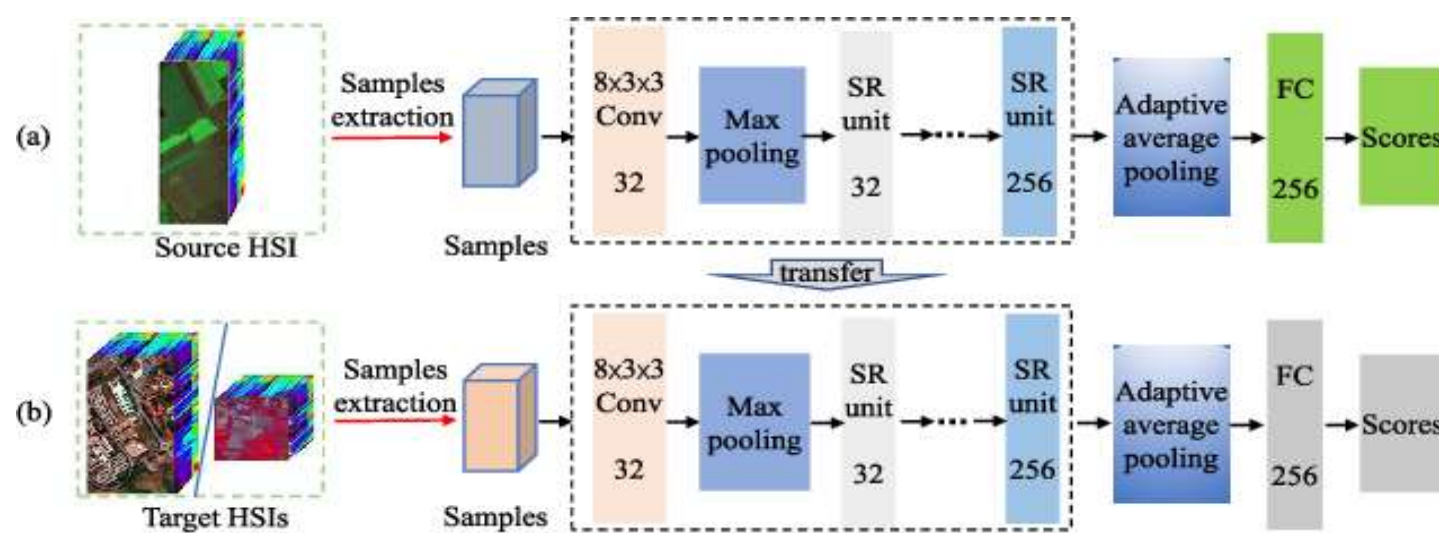 (a)
Source HSI
Samples
extraction
Samples
8x3x3
Conv
32
Max
pooling
SR
unit
32
SR
unit
256
Adaptive
average
pooling
FC
256
Scores
transfer
(b)
Target HSIs
Samples
extraction
Samples
8x3x3
Conv
32
Max
pooling
SR
unit
32
SR
unit
256
Adaptive
average
pooling
FC
256
Scores